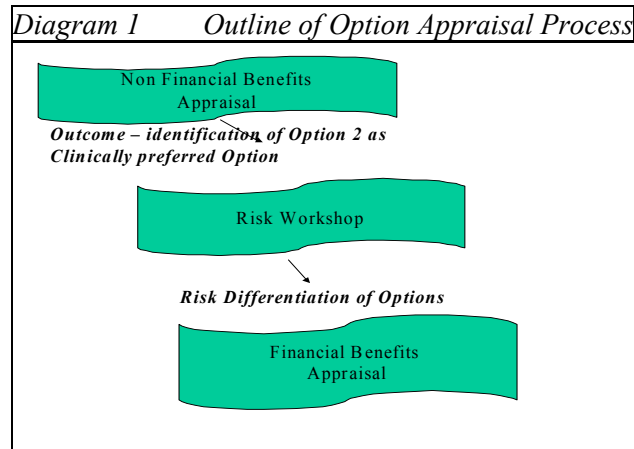 Diagram 1 Outline of Option Appraisal Process
Non Financial Benefits
Appraisal
Outcome – identification of Option 2 as
Clinically preferred Option
Risk Workshop
Risk Differentiation of Options
Financial Benefits
Appraisal